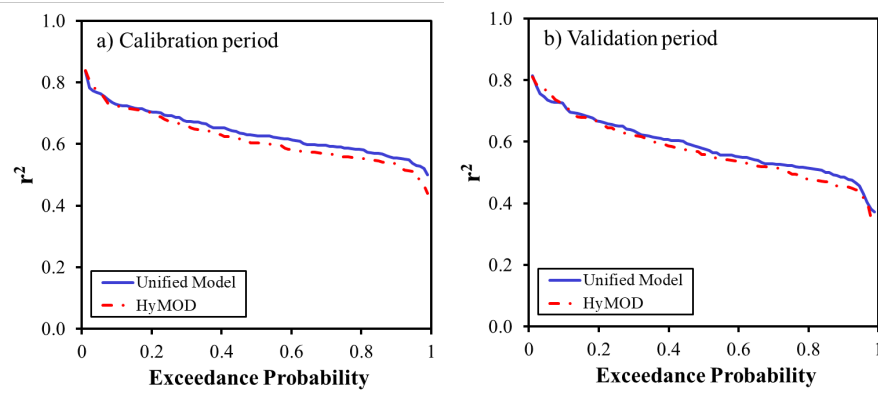 a) Calibration period
1.0
0.8
0.6
0.4
0.2
0.0
r²
Unified Model
HyMOD
0 0.2 0.4 0.6 0.8 1
Exceedance Probability
b) Validation period
1.0
0.8
0.6
0.4
0.2
0.0
r²
Unified Model
HyMOD
0 0.2 0.4 0.6 0.8 1
Exceedance Probability